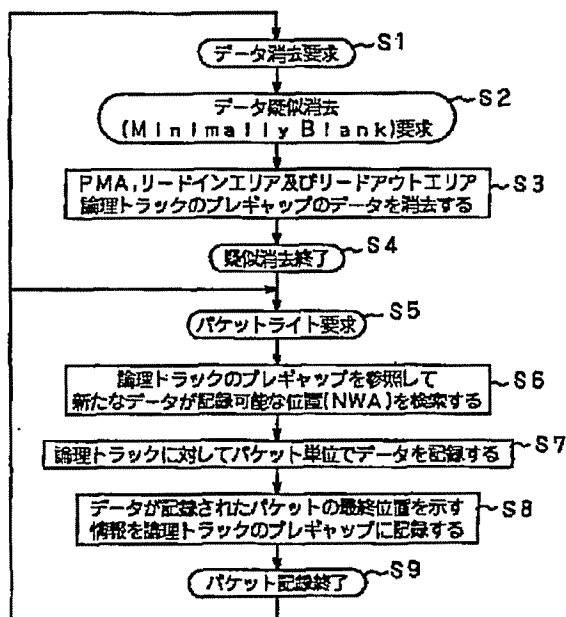 データ消去要求 S1
データ疑似消去 S2
(Minimally Blank)要求
PMA,リードインエリア及びリードアウトエリア S3
論理トラックのプレギャップのデータを消去する
疑似消去終了 S4
パケットライト要求 S5
論理トラックのプレギャップを参照して S6
新たなデータが記録可能な位置(NWA)を検索する
論理トラックに対してパケット単位でデータを記録する S7
データが記録されたパケットの最終位置を示す S8
情報を論理トラックのプレギャップに記録する
パケット記録終了 S9